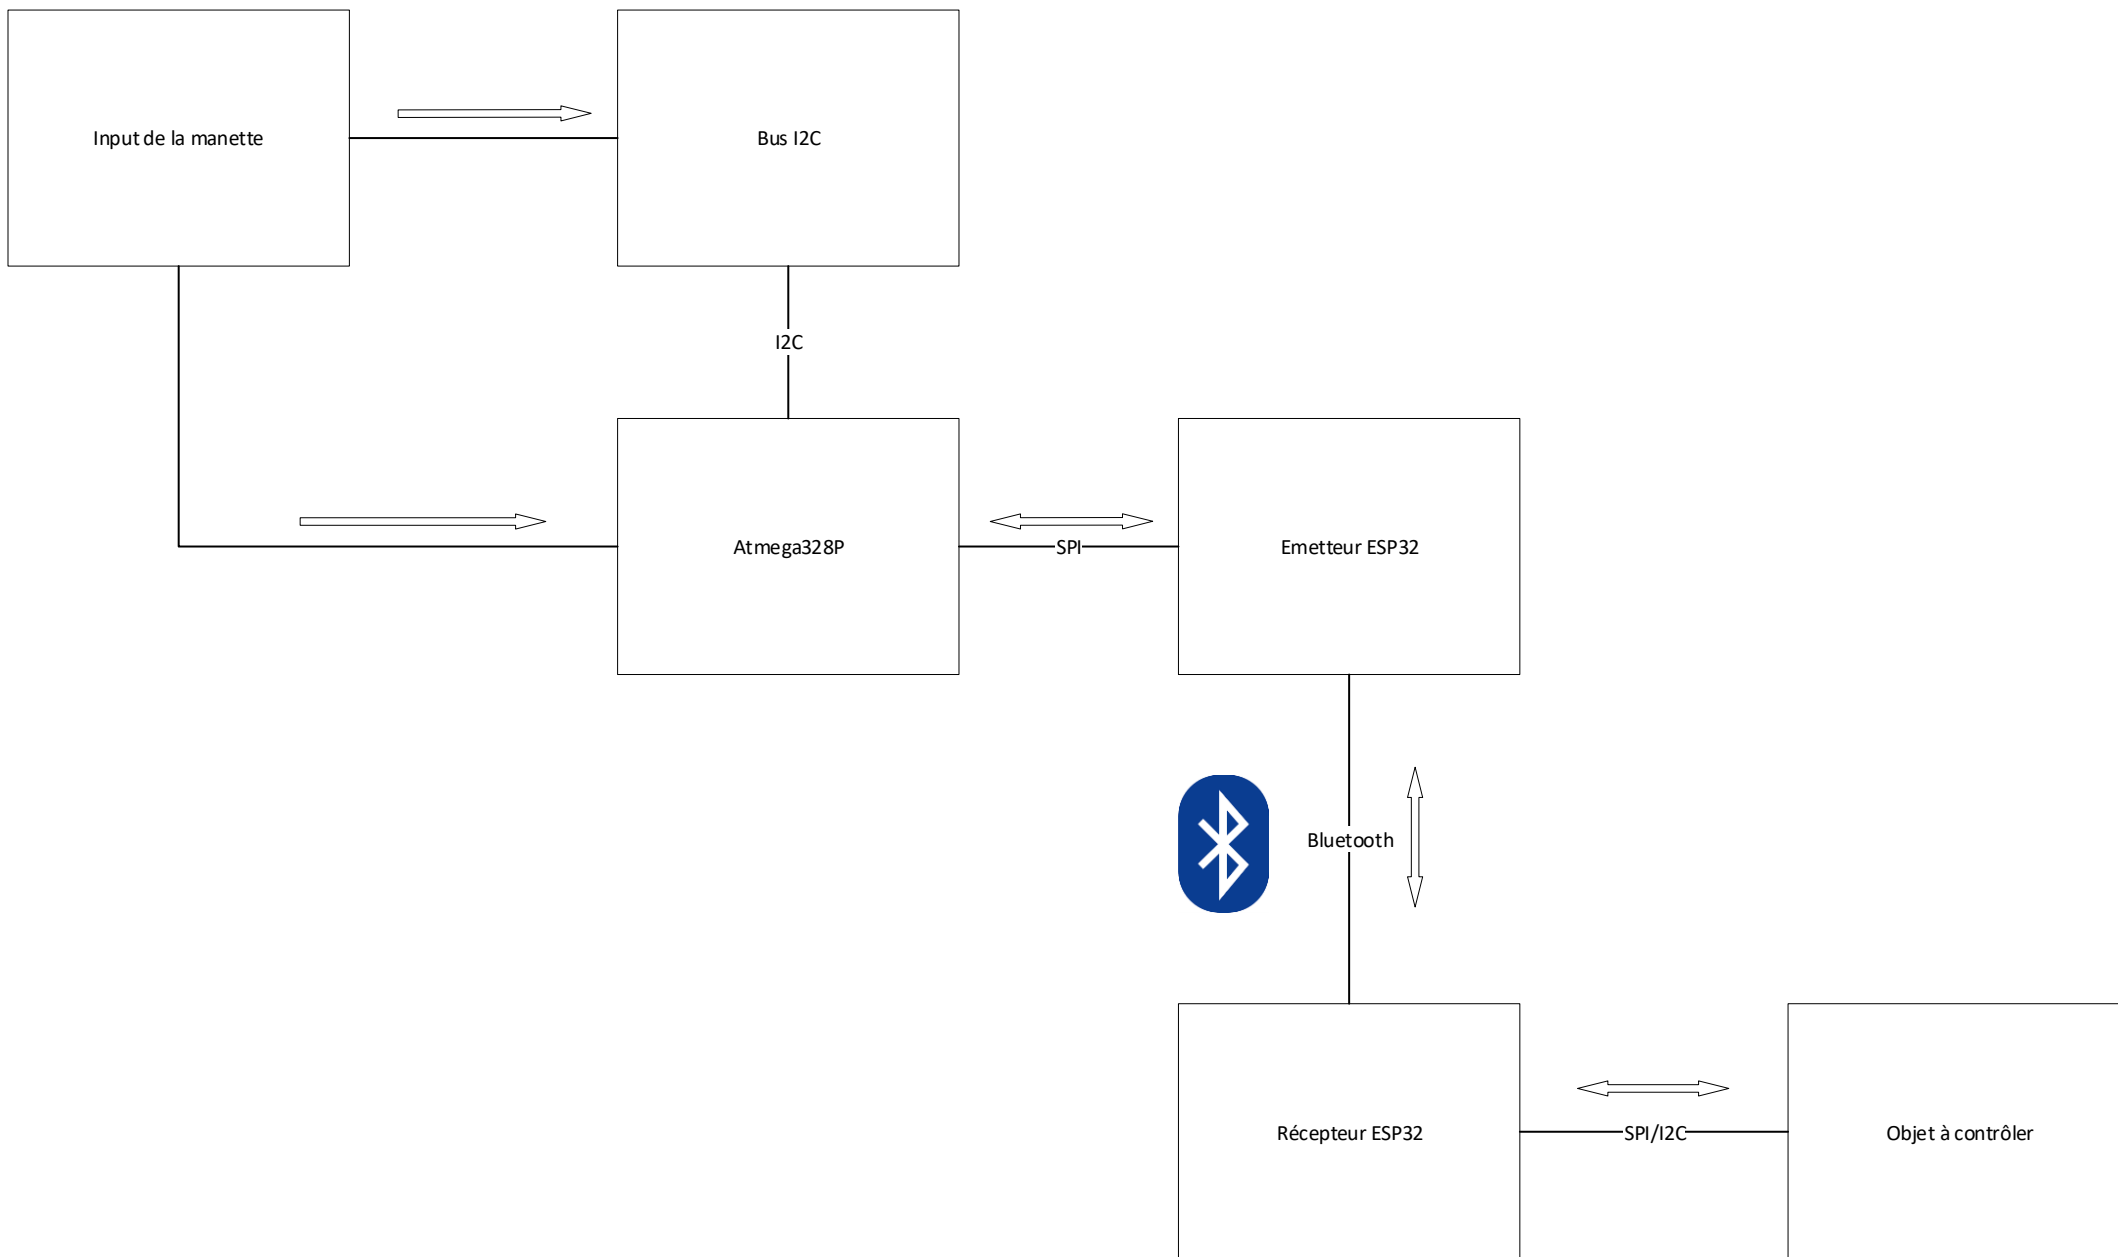 Input de la manette
Bus I2C
I2C
Atmega328P
SPI
Emetteur ESP32
Bluetooth
Récepteur ESP32
SPI/I2C
Objet à contrôler